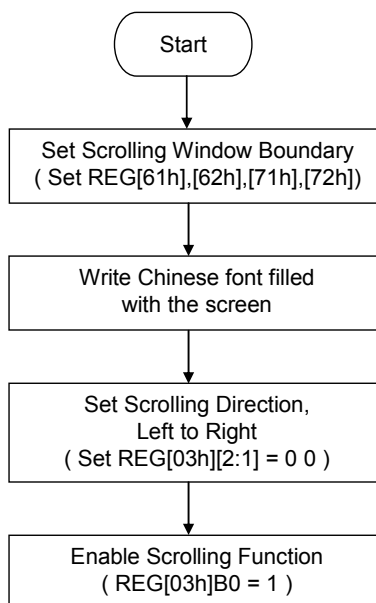 Start
Set Scrolling Window Boundary
( Set REG[61h],[62h],[71h],[72h])
Write Chinese font filled
with the screen
Set Scrolling Direction,
Left to Right
( Set REG[03h][2:1] = 0 0 )
Enable Scrolling Function
( REG[03h]B0 = 1 )